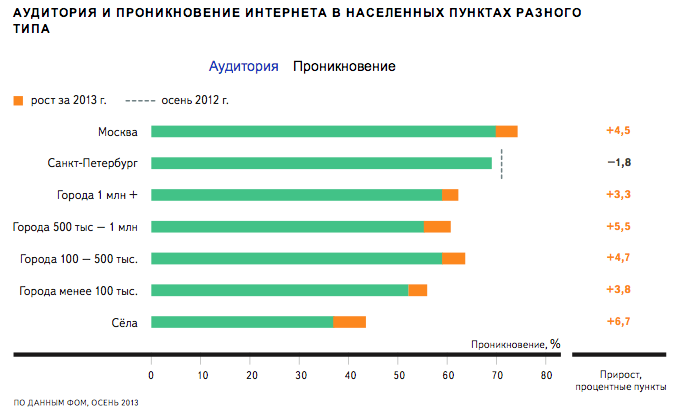 АУДИТОРИЯ И ПРОНИКНОВЕНИЕ ИНТЕРНЕТА В НАСЕЛЕННЫХ ПУНКТАХ РАЗНОГО
ТИПА
Аудитория Проникновение
рост за 2013 г. осень 2012 г.
Москва +4,5
Санкт-Петербург −1,8
Города 1 млн + +3,3
Города 500 тыс — 1 млн +5,5
Города 100 — 500 тыс. +4,7
Города менее 100 тыс. +3,8
Сёла +6,7
Проникновение, %
0 10 20 30 40 50 60 70 80
Прирост,
процентные пункты
ПО ДАННЫМ ФОМ, ОСЕНЬ 2013